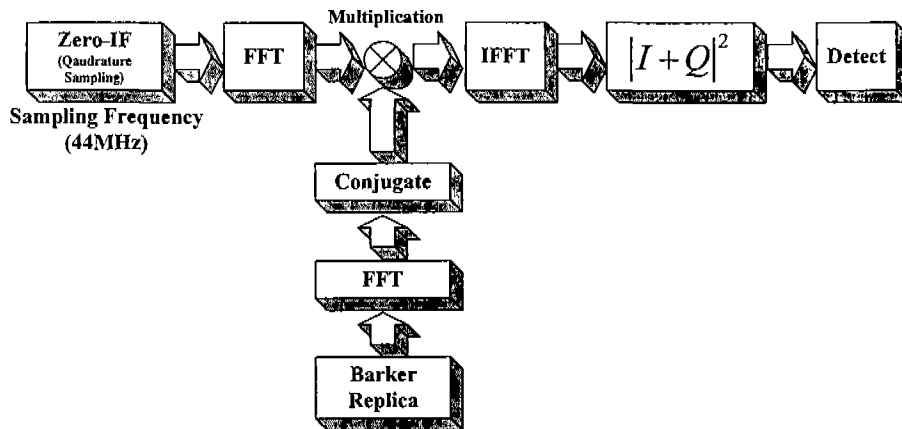 Multiplication
Zero-IF
(Qaudrature
Sampling)
FFT
IFFT
|I + Q|²
Detect
Sampling Frequency
(44MHz)
Conjugate
FFT
Barker
Replica